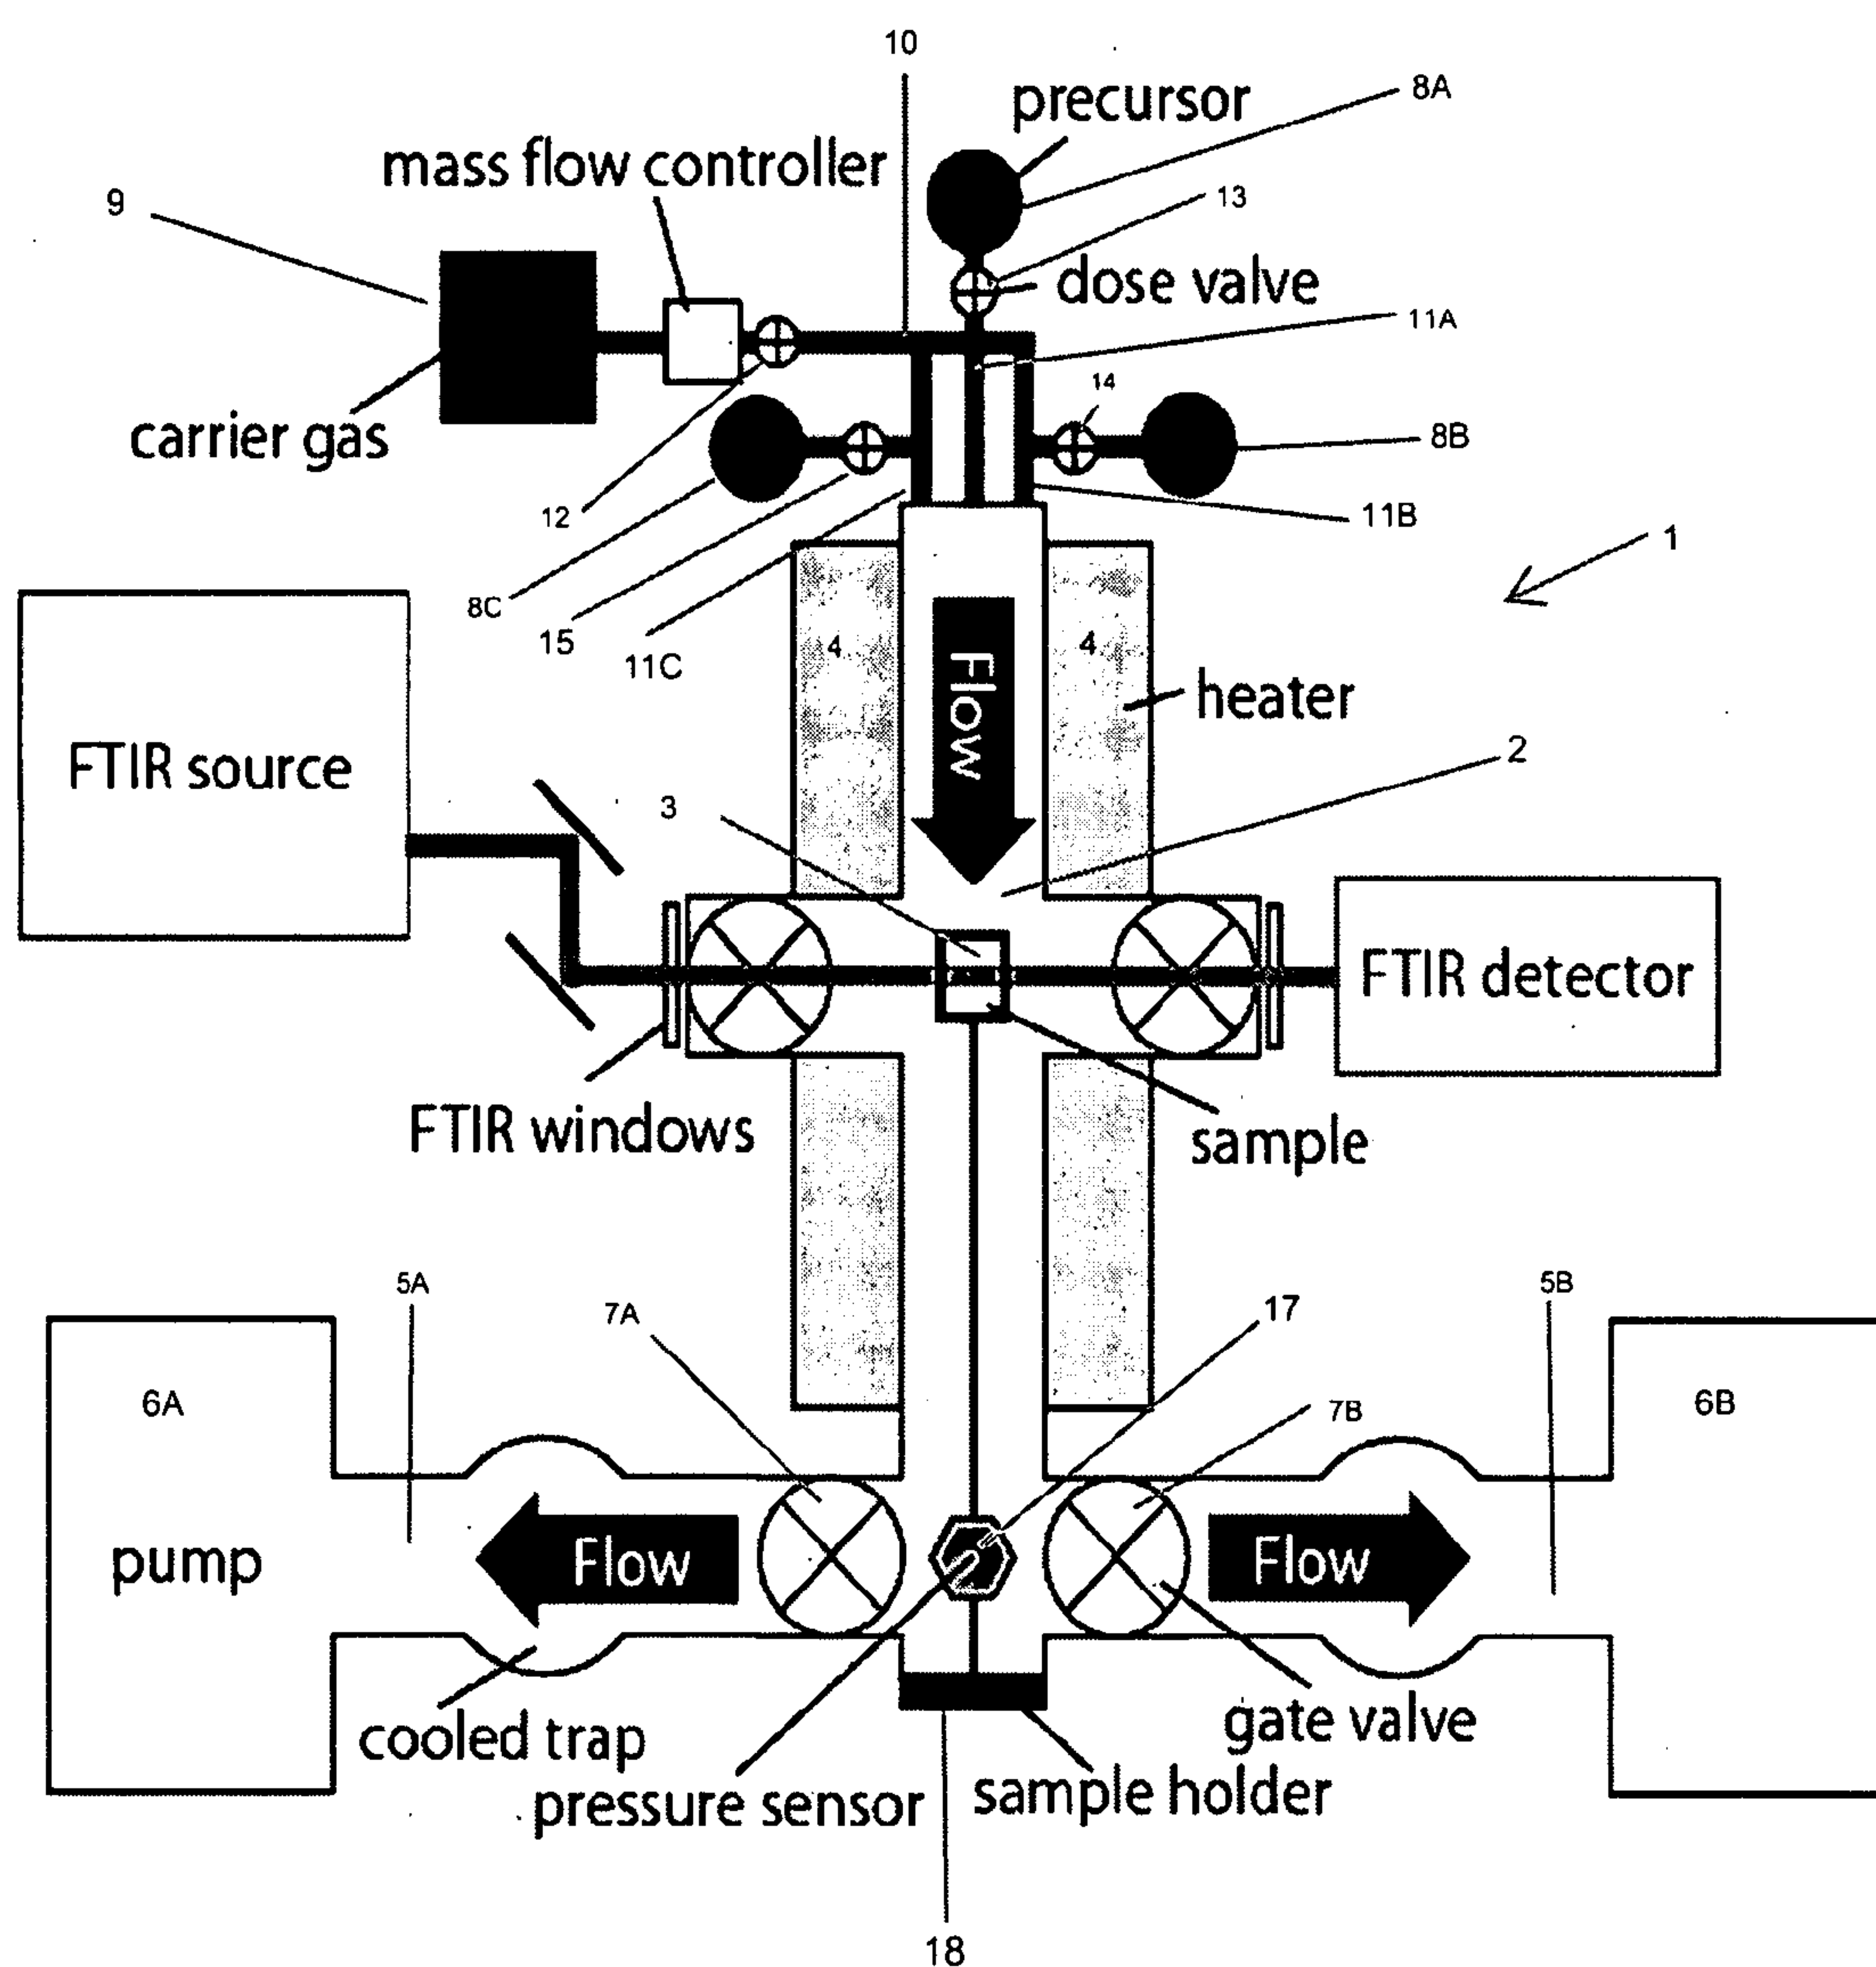 10
precursor
8A
mass flow controller
9
13
dose valve
11A
14
carrier gas
8B
12
11B
1
8C
15
11C
4
4
Flow
heater
FTIR source
2
3
FTIR detector
FTIR windows
sample
5A
7A
17
5B
6A
7B
6B
pump
Flow
Flow
cooled trap
gate valve
pressure sensor
sample holder
18